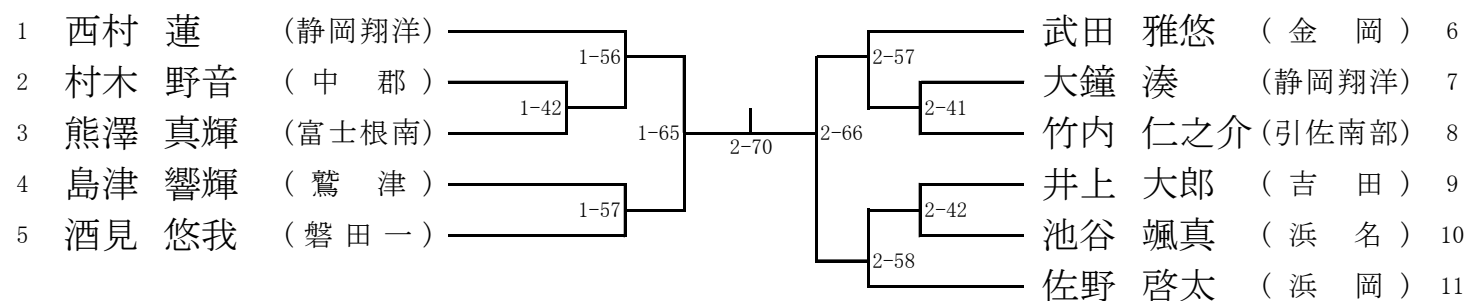 1 西村 蓮 (静岡翔洋)
2 村木 野音 (中 郡)
3 熊澤 真輝 (富士根南)
4 島津 響輝 (鷲 津)
5 酒見 悠我 (磐田一)
1-56
1-42
1-65
1-57
2-70
2-66
2-57
2-41
2-42
2-58
武田 雅悠 (金 岡) 6
大鐘 湊 (静岡翔洋) 7
竹内 仁之介 (引佐南部) 8
井上 大郎 (吉 田) 9
池谷 颯真 (浜 名) 10
佐野 啓太 (浜 岡) 11